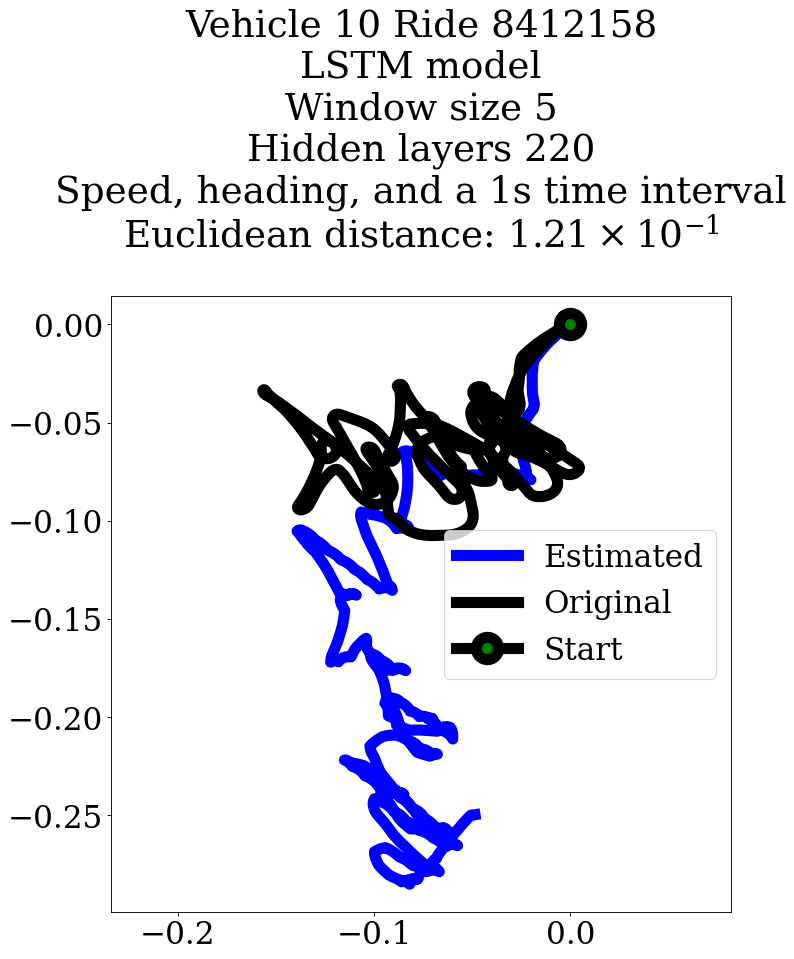 Vehicle 10 Ride 8412158
LSTM model
Window size 5
Hidden layers 220
Speed, heading, and a 1s time interval
Euclidean distance: 1.21 × 10⁻¹
0.00
−0.05
−0.10
−0.15
−0.20
−0.25
Estimated
Original
Start
−0.2 −0.1 0.0